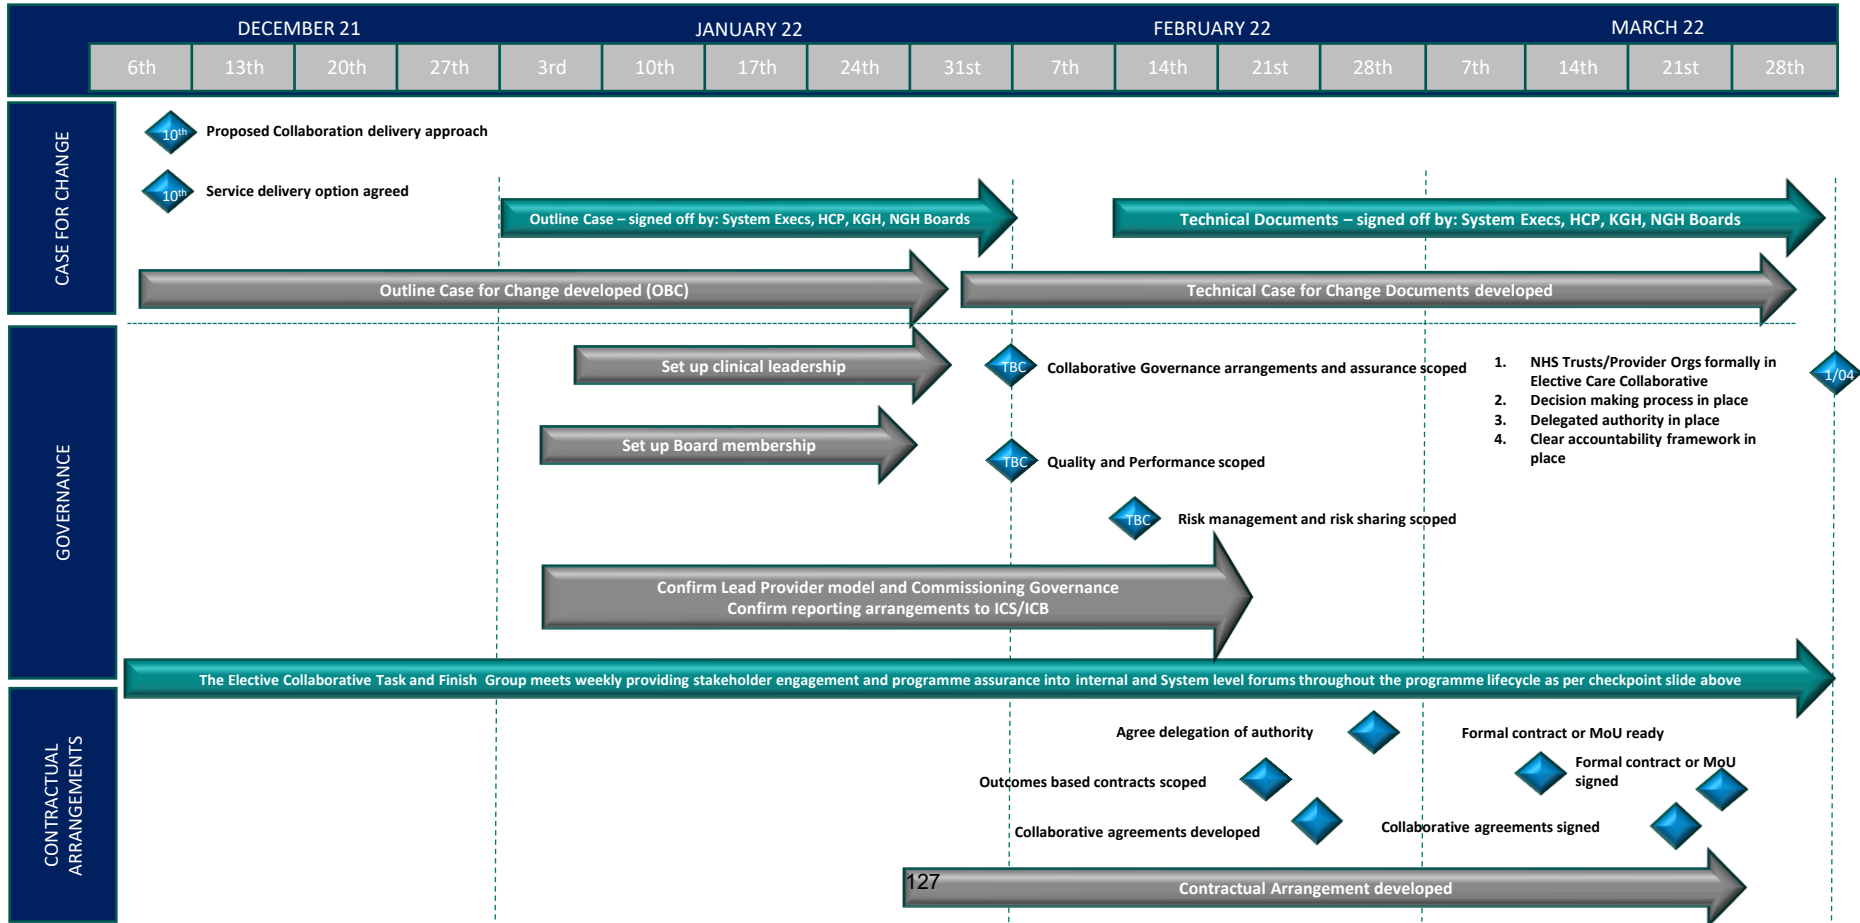 DECEMBER 21 JANUARY 22 FEBRUARY 22 MARCH 22
6th 13th 20th 27th 3rd 10th 17th 24th 31st 7th 14th 21st 28th 7th 14th 21st 28th
CASE FOR CHANGE
10th Proposed Collaboration delivery approach
10th Service delivery option agreed
Outline Case – signed off by: System Execs, HCP, KGH, NGH Boards
Technical Documents – signed off by: System Execs, HCP, KGH, NGH Boards
Outline Case for Change developed (OBC)
Technical Case for Change Documents developed
GOVERNANCE
Set up clinical leadership
TBC Collaborative Governance arrangements and assurance scoped
1. NHS Trusts/Provider Orgs formally in
Elective Care Collaborative
2. Decision making process in place
3. Delegated authority in place
4. Clear accountability framework in
place
1/04
Set up Board membership
TBC Quality and Performance scoped
TBC Risk management and risk sharing scoped
Confirm Lead Provider model and Commissioning Governance
Confirm reporting arrangements to ICS/ICB
The Elective Collaborative Task and Finish Group meets weekly providing stakeholder engagement and programme assurance into internal and System level forums throughout the programme lifecycle as per checkpoint slide above
CONTRACTUAL
ARRANGEMENTS
Agree delegation of authority
Formal contract or MoU ready
Outcomes based contracts scoped
Formal contract or MoU
signed
Collaborative agreements developed
Collaborative agreements signed
127
Contractual Arrangement developed